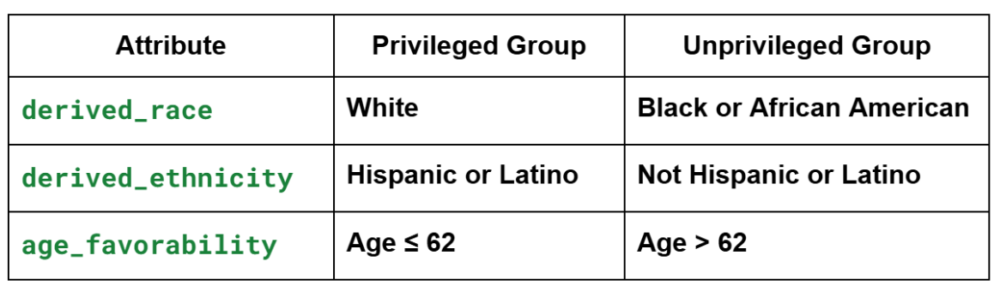 Attribute Privileged Group Unprivileged Group
derived_race White Black or African American
derived_ethnicity Hispanic or Latino Not Hispanic or Latino
age_favorability Age ≤ 62 Age > 62